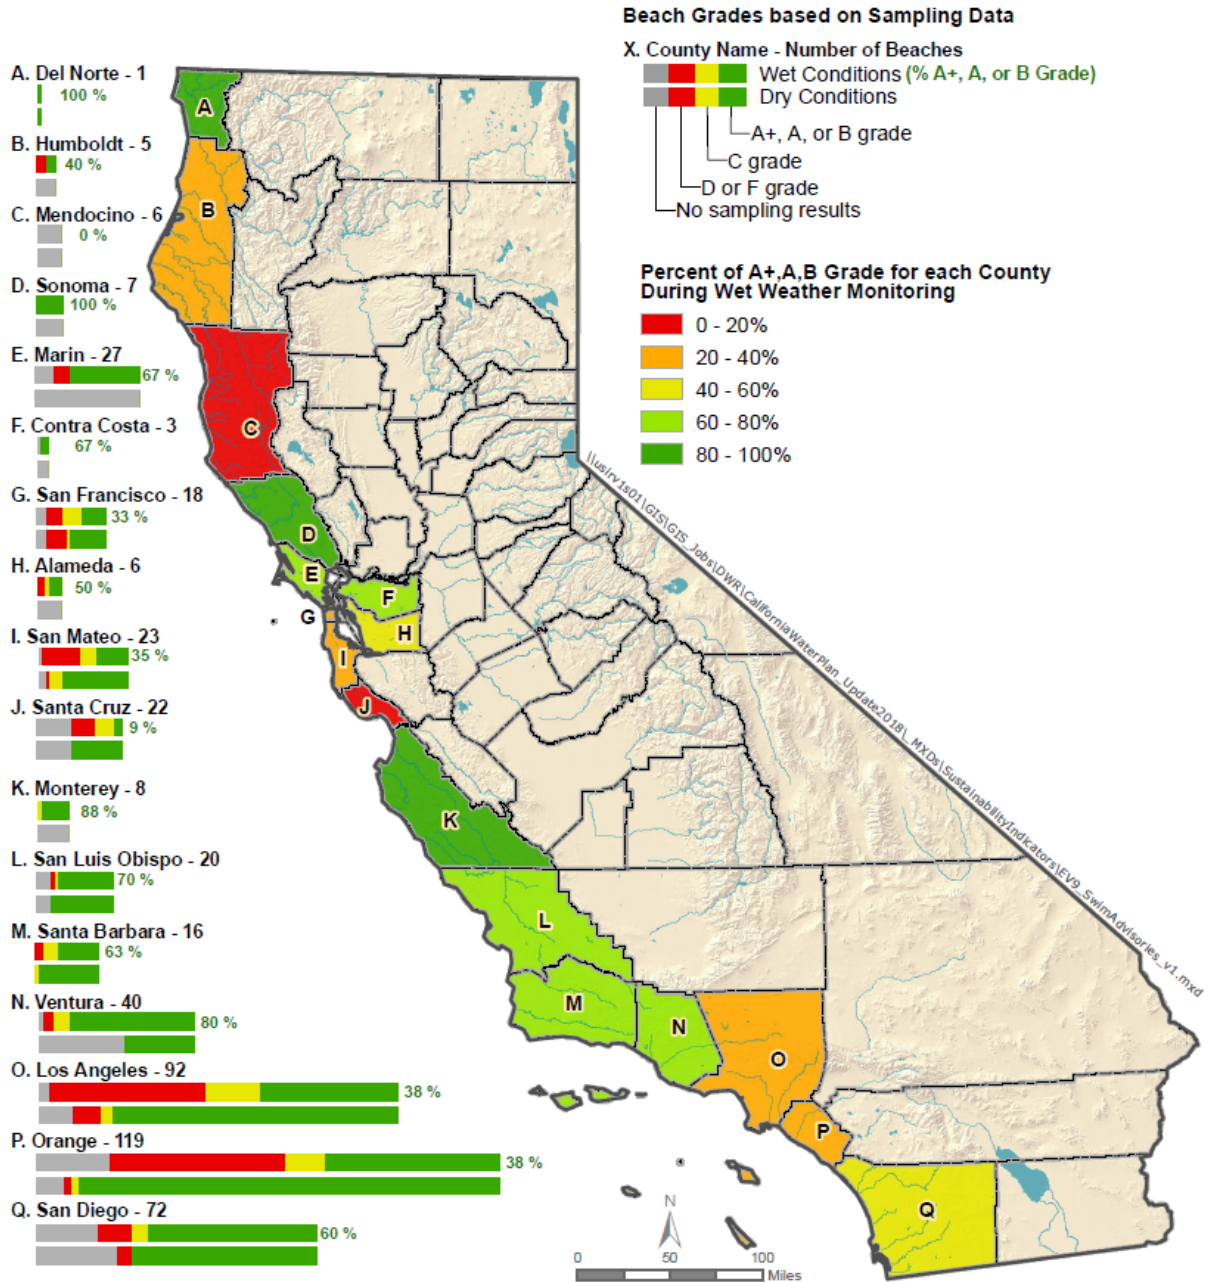 Beach Grades based on Sampling Data
X. County Name - Number of Beaches
Wet Conditions (% A+, A, or B Grade)
Dry Conditions
A+, A, or B grade
C grade
D or F grade
No sampling results
Percent of A+,A,B Grade for each County
During Wet Weather Monitoring
0 - 20%
20 - 40%
40 - 60%
60 - 80%
80 - 100%
A. Del Norte - 1
100 %
B. Humboldt - 5
40 %
C. Mendocino - 6
0 %
D. Sonoma - 7
100 %
E. Marin - 27
67 %
F. Contra Costa - 3
67 %
G. San Francisco - 18
33 %
H. Alameda - 6
50 %
I. San Mateo - 23
35 %
J. Santa Cruz - 22
9 %
K. Monterey - 8
88 %
L. San Luis Obispo - 20
70 %
M. Santa Barbara - 16
63 %
N. Ventura - 40
80 %
O. Los Angeles - 92
38 %
P. Orange - 119
38 %
Q. San Diego - 72
60 %
A
B
C
D
E
F
G
H
I
J
K
L
M
N
O
P
Q
\\usirv1s01\GIS\GIS_Jobs\DWR\CaliforniaWaterPlan_Update2018\_MXDs\SustainabilityIndicators\EV9_SwimAdvisories_v1.mxd
N
0 50 100
Miles